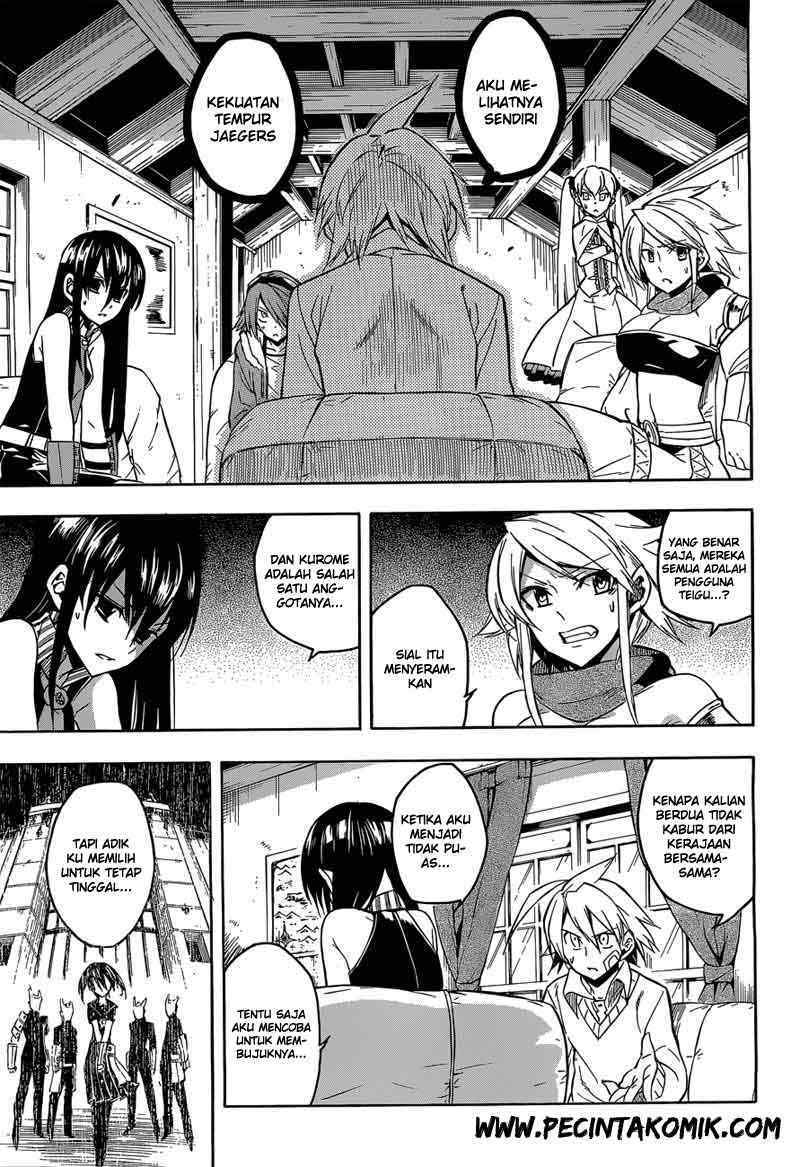 AKU ME-
LIHATNYA
SENDIRI
KEKUATAN
TEMPUR
JAEGERS
YANG BENAR
SAJA, MEREKA
SEMUA ADALAH
PENGGUNA
TEIGU...?
SIAL ITU
MENYERAM-
KAN
DAN KUROME
ADALAH SALAH
SATU ANG-
GOTANYA...
KENAPA KALIAN
BERDUA TIDAK
KABUR DARI
KERAJAAN
BERSAMA-
SAMA?
KETIKA AKU
MENJADI
TIDAK PU-
AS...
TENTU SAJA
AKU MENCOBA
UNTUK MEM-
BUJUKNYA...
TAPI ADIK
KU MEMILIH
UNTUK TETAP
TINGGAL...
WWW.PECINTAKOMIK.COM